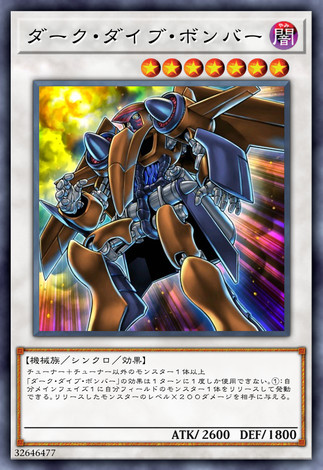 ダーク・ダイブ・ボンバー
やみ
闇
【機械族／シンクロ／効果】
チューナー＋チューナー以外のモンスター１体以上
「ダーク・ダイブ・ボンバー」の効果は１ターンに１度しか使用できない。①：自
分メインフェイズ１に自分フィールドのモンスター１体をリリースして発動
できる。リリースしたモンスターのレベル×２００ダメージを相手に与える。
ATK/ 2600 DEF/1800
32646477